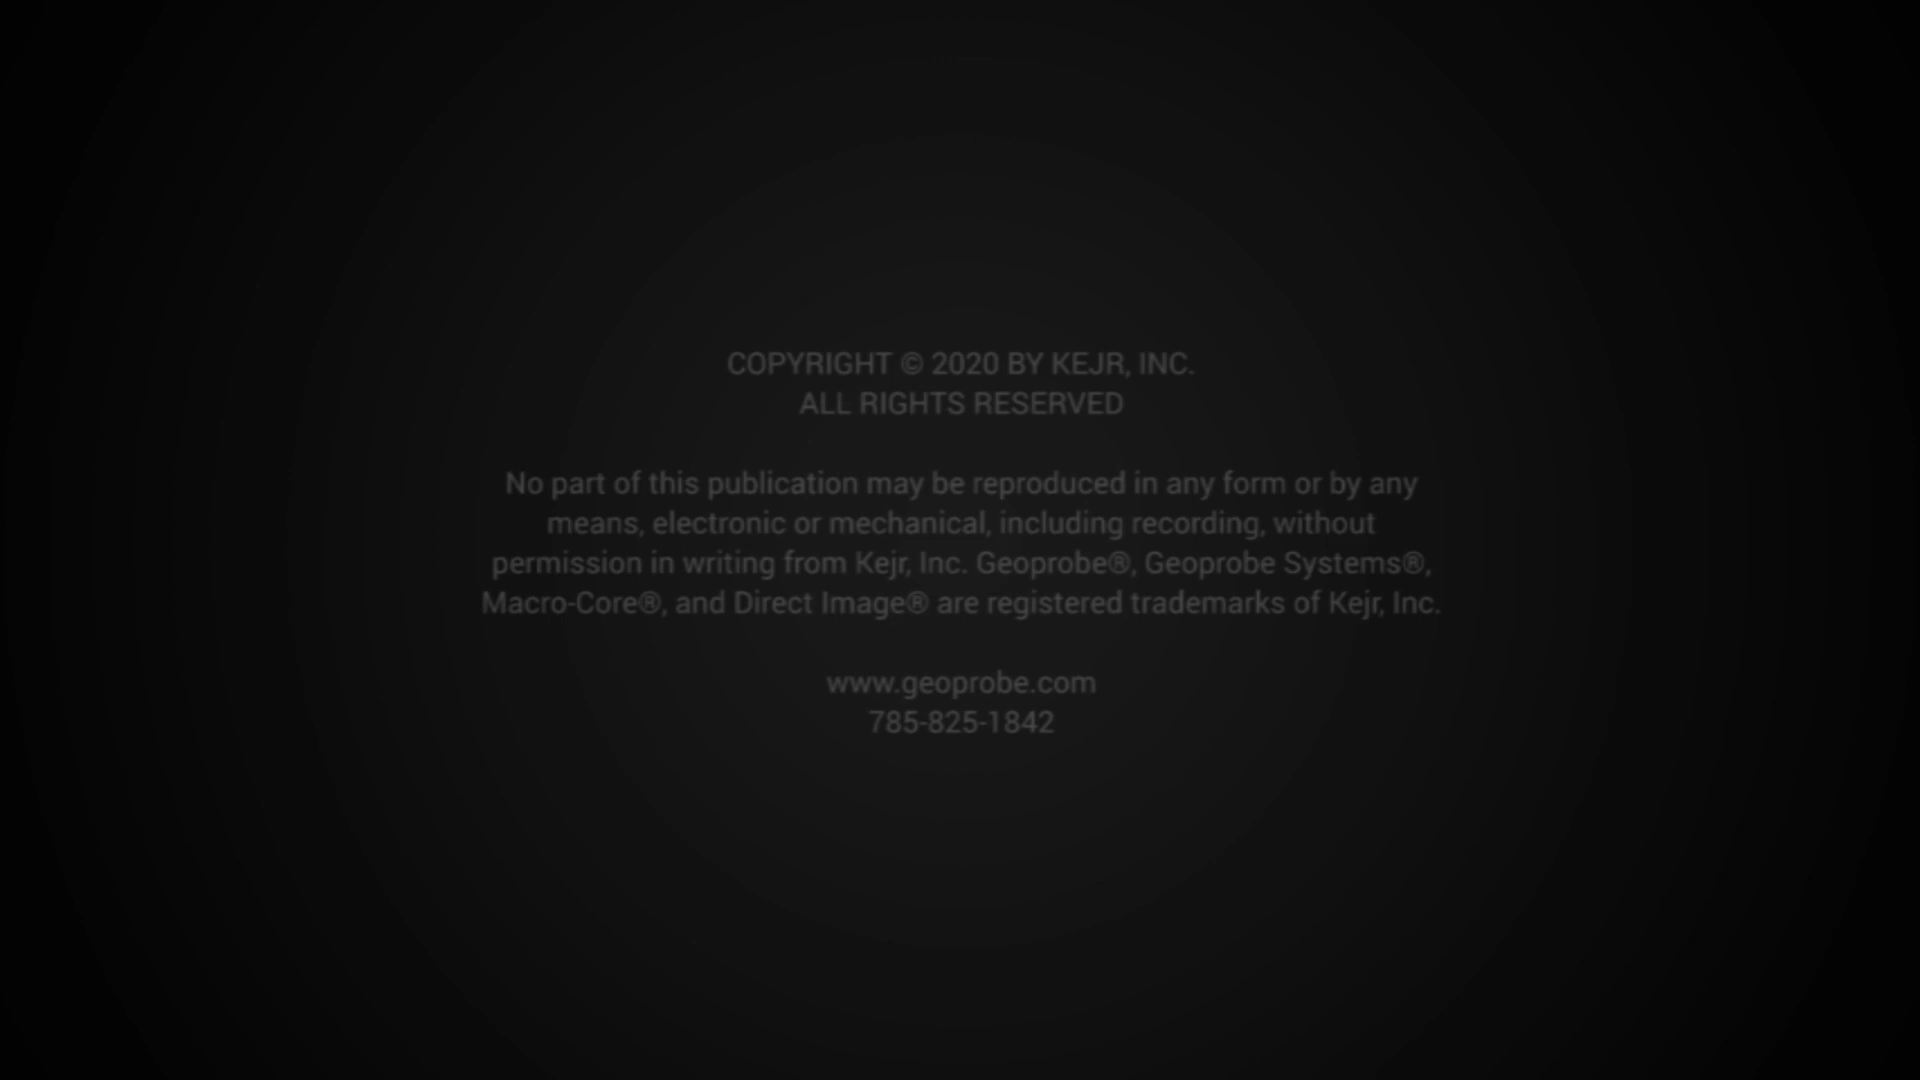 COPYRIGHT © 2020 BY KEJR, INC.
ALL RIGHTS RESERVED
No part of this publication may be reproduced in any form or by any
means, electronic or mechanical, including recording, without
permission in writing from Kejr, Inc. Geoprobe®, Geoprobe Systems®,
Macro-Core®, and Direct Image® are registered trademarks of Kejr, Inc.
www.geoprobe.com
785-825-1842